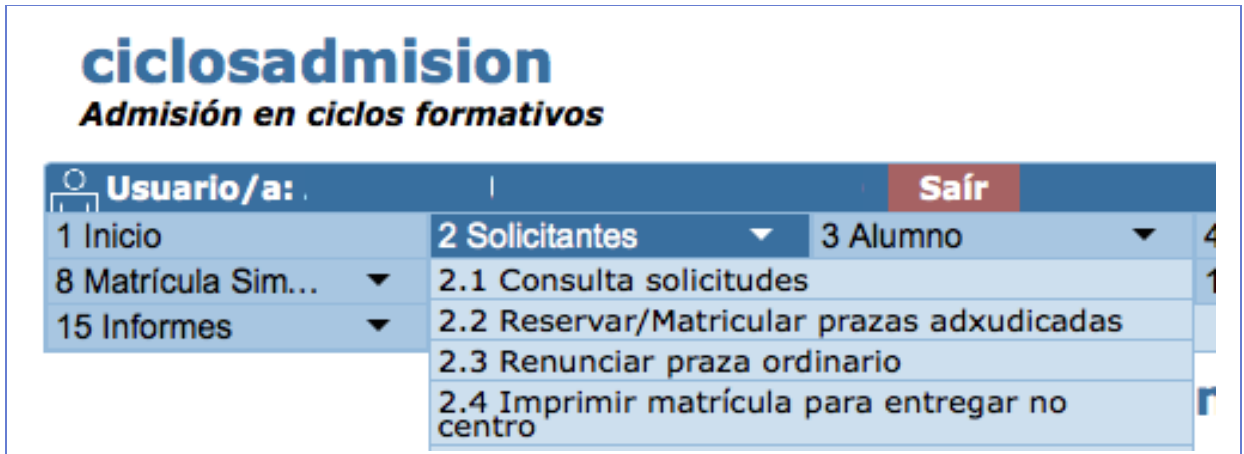 ciclosadmision
Admisión en ciclos formativos
Usuario/a:
Saír
1 Inicio
2 Solicitantes
3 Alumno
4
8 Matrícula Sim...
15 Informes
2.1 Consulta solicitudes
2.2 Reservar/Matricular prazas adxudicadas
2.3 Renunciar praza ordinario
2.4 Imprimir matrícula para entregar no
centro